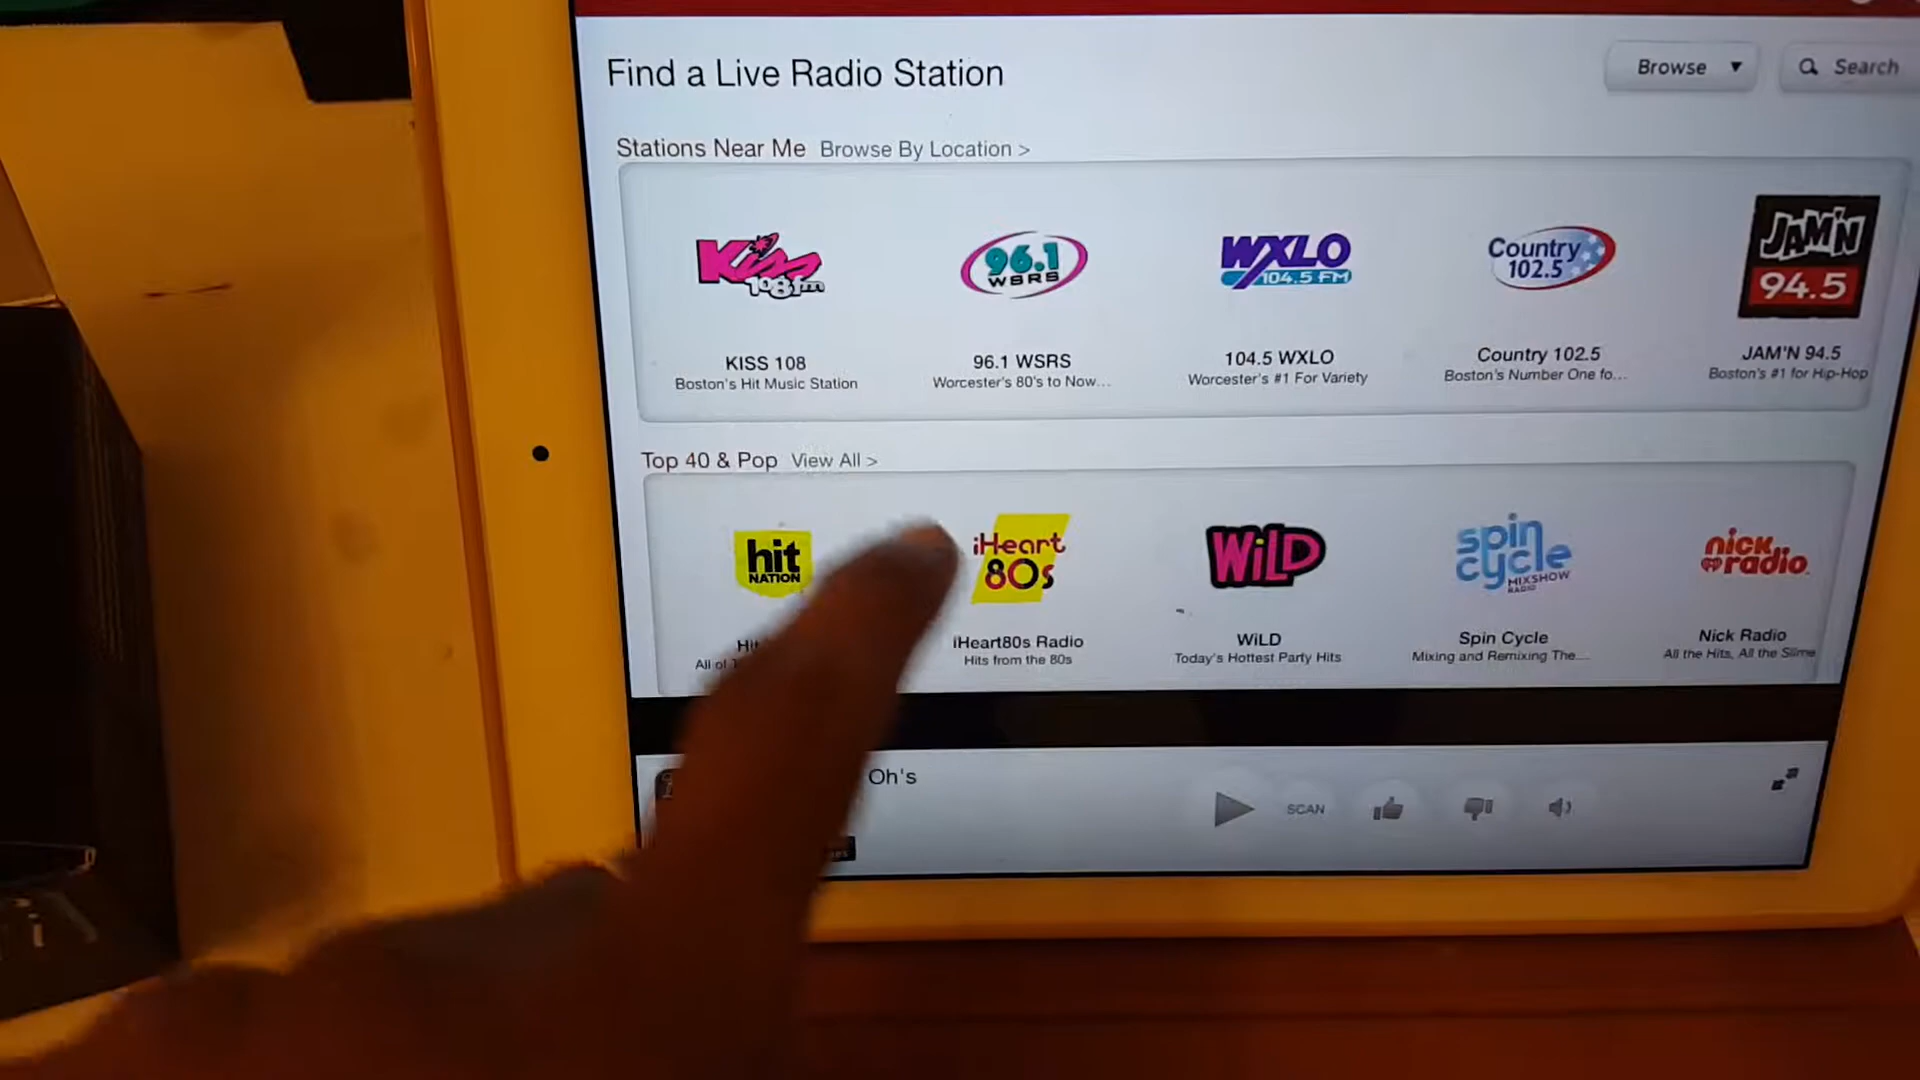 Find a Live Radio Station
Browse
Search
Stations Near Me Browse By Location >
Kiss 108fm
96.1 WSRS
WXLO 104.5 FM
Country 102.5
JAM'N 94.5
KISS 108
Boston's Hit Music Station
96.1 WSRS
Worcester's 80's to Now...
104.5 WXLO
Worcester's #1 For Variety
Country 102.5
Boston's Number One fo...
JAM'N 94.5
Boston's #1 for Hip-Hop
Top 40 & Pop View All >
hit NATION
iHeart 80s
WiLD
spin cycle MIXSHOW RADIO
nick radio
Hit
All of
iHeart80s Radio
Hits from the 80s
WiLD
Today's Hottest Party Hits
Spin Cycle
Mixing and Remixing The...
Nick Radio
All the Hits, All the Slime
Oh's
SCAN